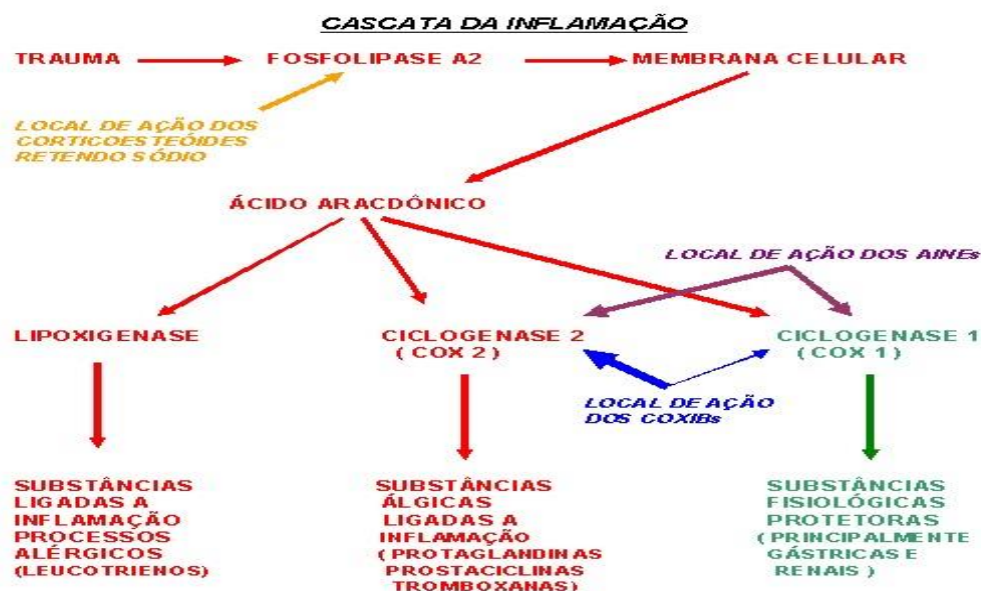 CASCATA DA INFLAMAÇÃO
TRAUMA
FOSFOLIPASE A2
MEMBRANA CELULAR
LOCAL DE AÇÃO DOS
CORTICOESTEÓIDES
RETENDO SÓDIO
ÁCIDO ARACDÔNICO
LOCAL DE AÇÃO DOS AINEs
LIPOXIGENASE
CICLOGENASE 2
( COX 2 )
CICLOGENASE 1
( COX 1 )
LOCAL DE AÇÃO
DOS COXIBs
SUBSTÂNCIAS
LIGADAS A
INFLAMAÇÃO
PROCESSOS
ALÉRGICOS
(LEUCOTRIENOS)
SUBSTÂNCIAS
ÁLGICAS
LIGADAS A
INFLAMAÇÃO
( PROTAGLANDINAS
PROSTACICLINAS
TROMBOXANAS)
SUBSTÂNCIAS
FISIOLÓGICAS
PROTETORAS
( PRINCIPALMENTE
GÁSTRICAS E
RENAIS )